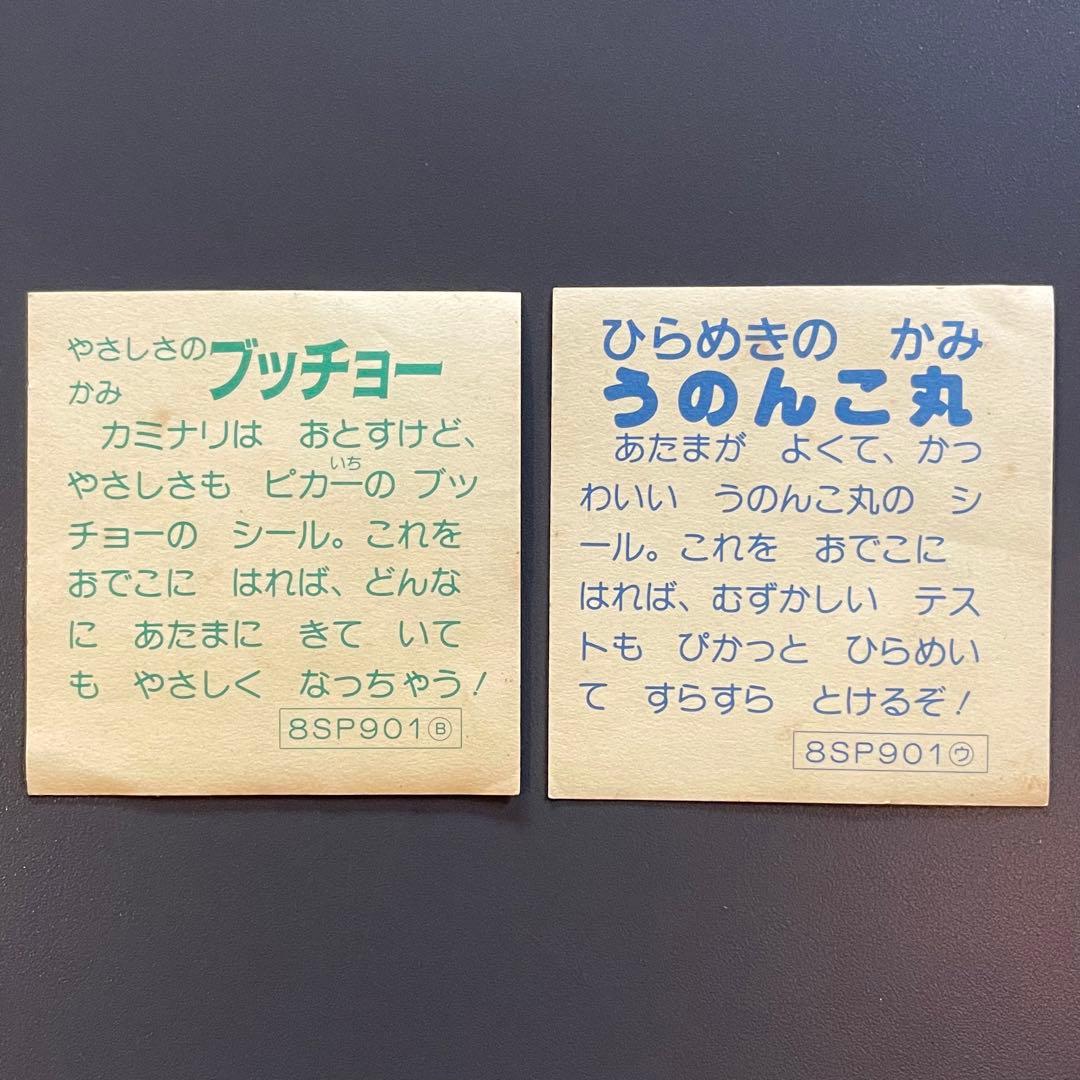 やさしさの
かみ
ブッチョー
カミナリは おとすけど、
やさしさも ピカ一(いち)の ブッ
チョーの シール。これを
おでこに はれば、どんな
に あたまに きて いて
も やさしく なっちゃう!
8SP901Ⓑ
ひらめきの かみ
うのんこ丸
あたまが よくて、かっ
わいい うのんこ丸の シ
ール。これを おでこに
はれば、むずかしい テス
トも ぴかっと ひらめい
て すらすら とけるぞ!
8SP901㋒